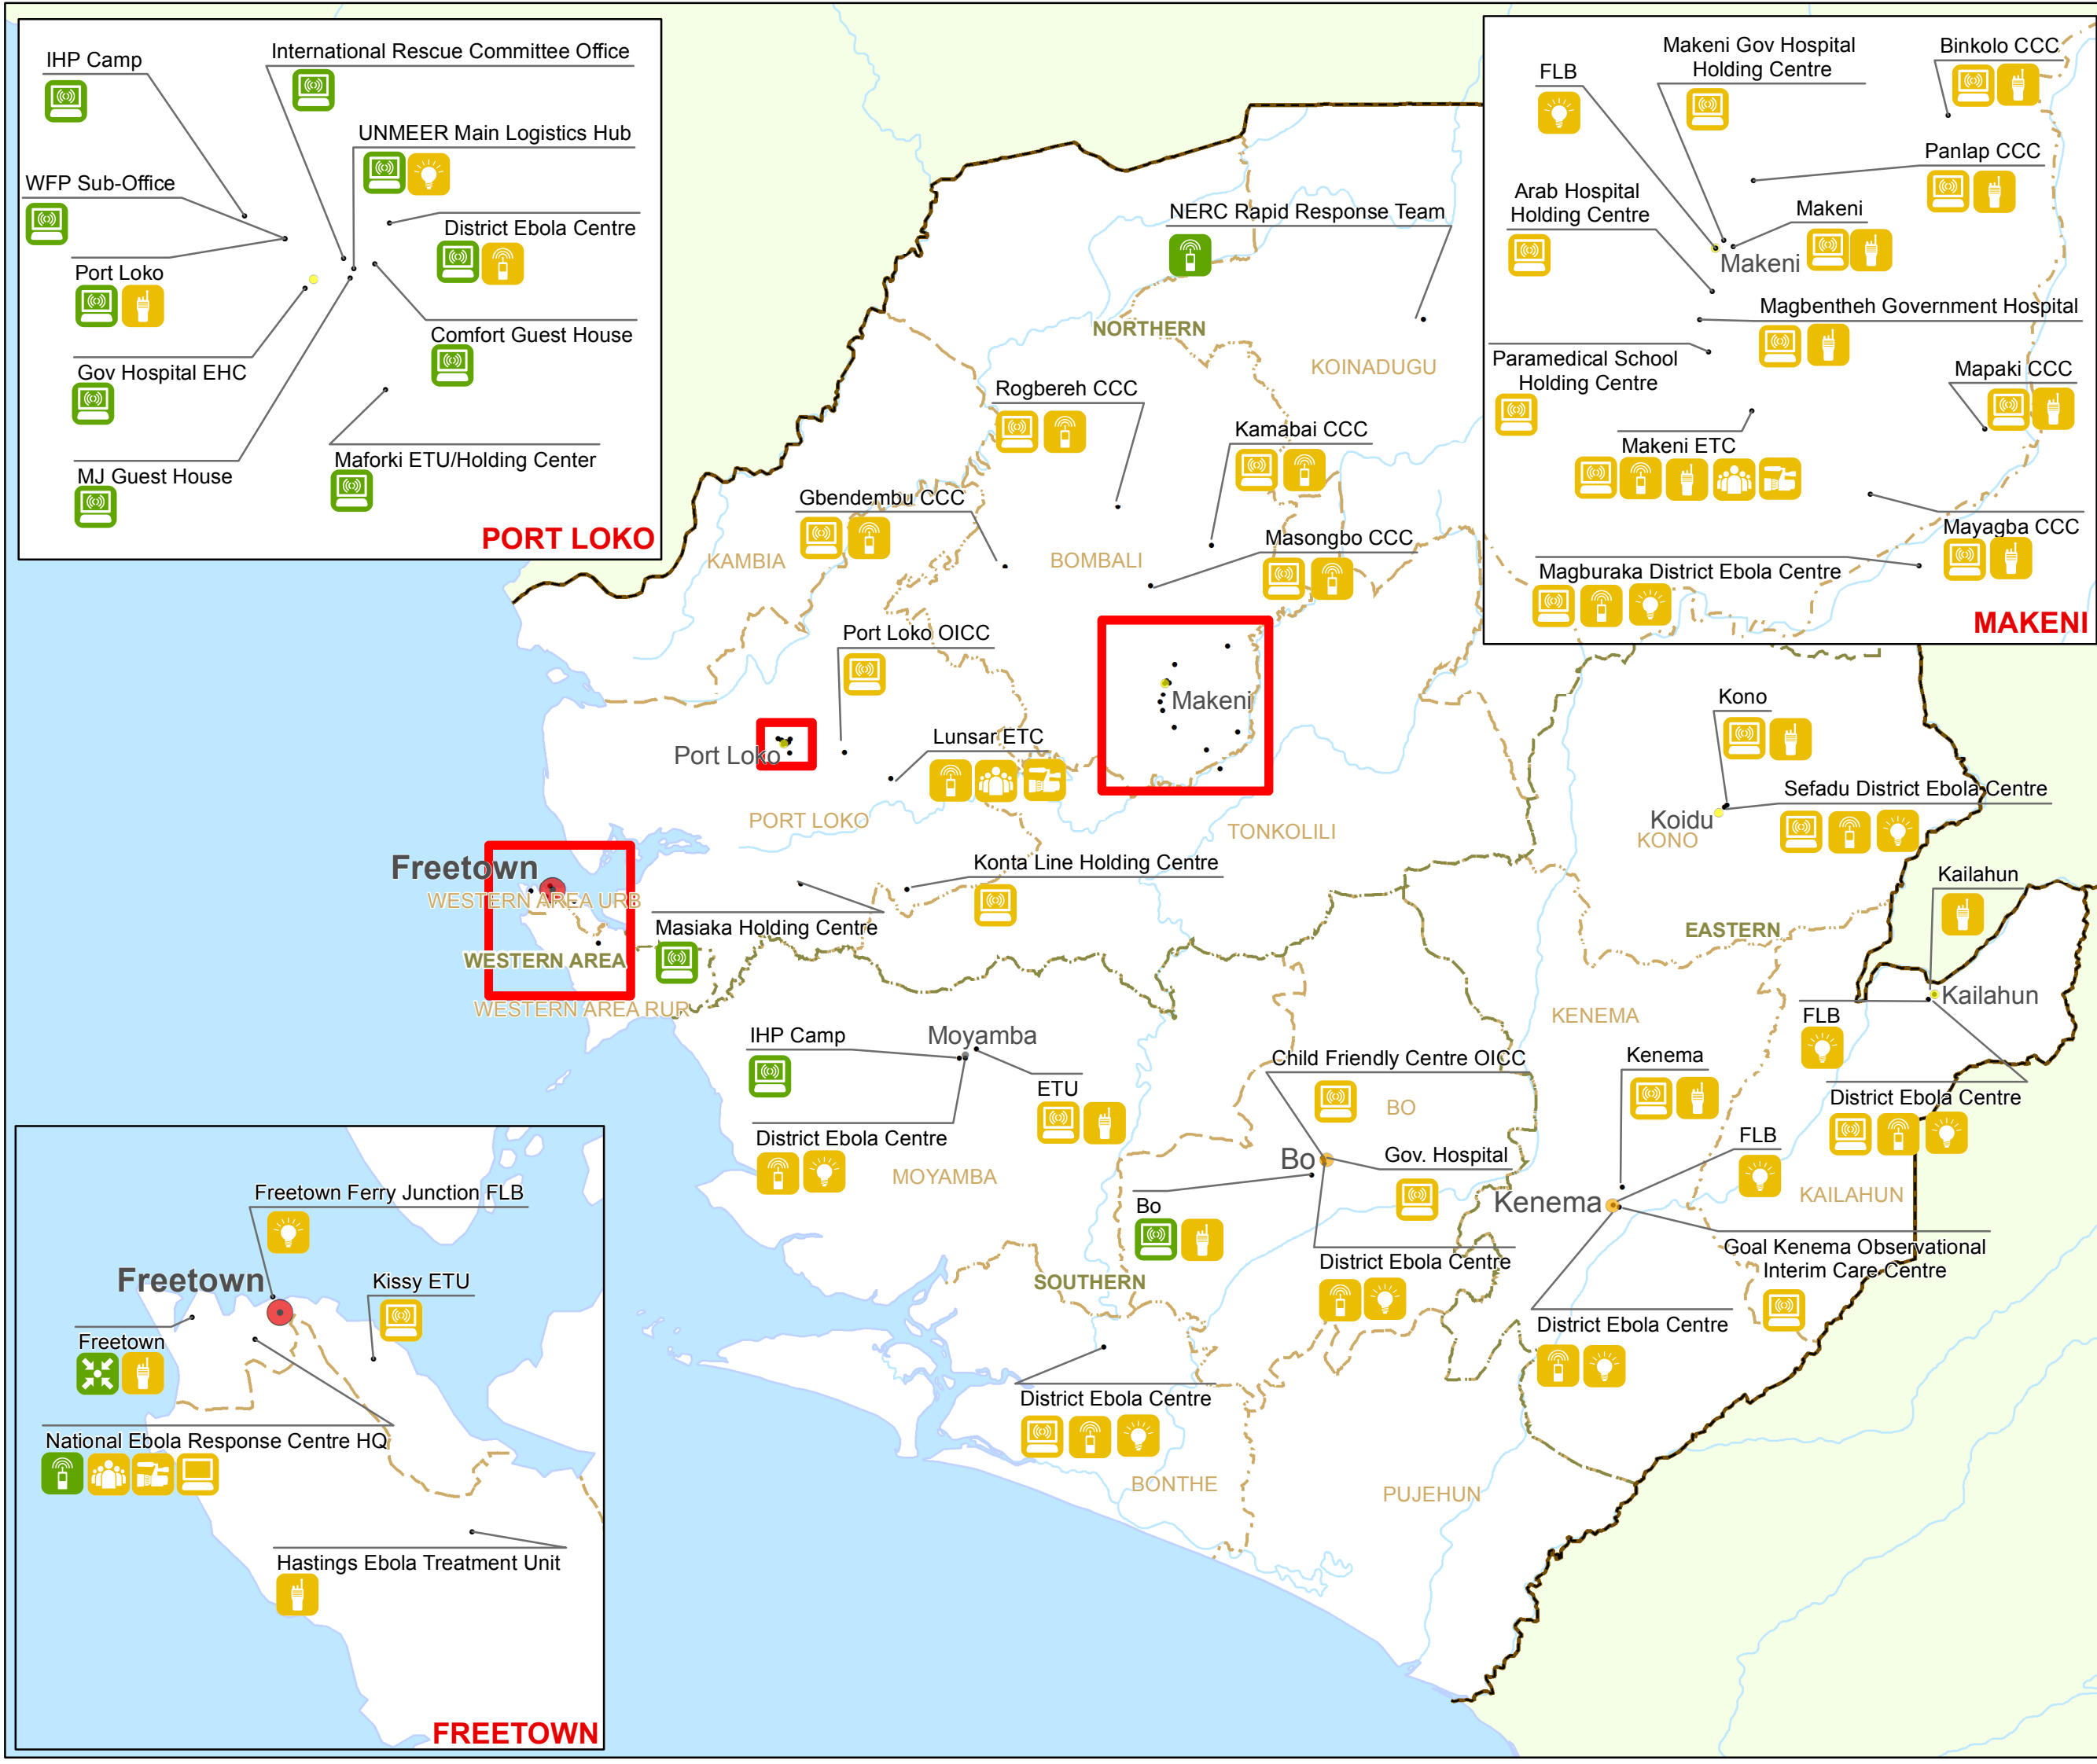 IHP Camp
International Rescue Committee Office
UNMEER Main Logistics Hub
WFP Sub-Office
District Ebola Centre
Port Loko
Comfort Guest House
Gov Hospital EHC
Maforki ETU/Holding Center
MJ Guest House
PORT LOKO
Makeni Gov Hospital
Holding Centre
Binkolo CCC
FLB
Panlap CCC
Arab Hospital
Holding Centre
Makeni
Makeni
Magbentheh Government Hospital
Paramedical School
Holding Centre
Mapaki CCC
Makeni ETC
Mayagba CCC
Magburaka District Ebola Centre
MAKENI
NERC Rapid Response Team
NORTHERN
KOINADUGU
Rogbereh CCC
Kamabai CCC
Gbendembu CCC
Masongbo CCC
KAMBIA
BOMBALI
Port Loko OICC
Makeni
Kono
Port Loko
Lunsar ETC
Sefadu District Ebola Centre
PORT LOKO
TONKOLILI
Koidu
KONO
Freetown
WESTERN AREA URB
Konta Line Holding Centre
Kailahun
Masiaka Holding Centre
EASTERN
WESTERN AREA
WESTERN AREA RUR
Kailahun
FLB
KENEMA
IHP Camp
Moyamba
Child Friendly Centre OICC
Kenema
ETU
BO
District Ebola Centre
District Ebola Centre
FLB
MOYAMBA
Bo
Gov. Hospital
Kenema
KAILAHUN
Bo
Goal Kenema Observational
Interim Care Centre
District Ebola Centre
SOUTHERN
District Ebola Centre
District Ebola Centre
BONTHE
PUJEHUN
Freetown Ferry Junction FLB
Freetown
Kissy ETU
Freetown
National Ebola Response Centre HQ
Hastings Ebola Treatment Unit
FREETOWN